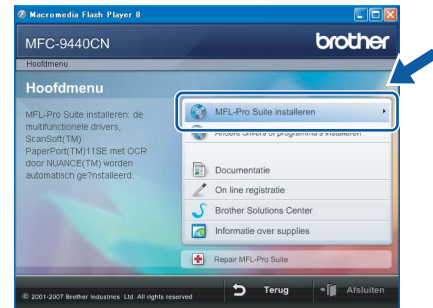 Macromedia Flash Player 8
MFC-9440CN
brother
Hoofdmenu
Hoofdmenu
MFL-Pro Suite installeren: de
multifunctionele drivers,
ScanSoft(TM)
PaperPort(TM)11SE met OCR
door NUANCE(TM) worden
automatisch ge?nstalleerd.
MFL-Pro Suite installeren
Andere drivers of programma's installeren
Documentatie
On line registratie
Brother Solutions Center
Informatie over supplies
Repair MFL-Pro Suite
© 2001-2007 Brother Industries Ltd. All rights reserved
Terug
Afsluiten